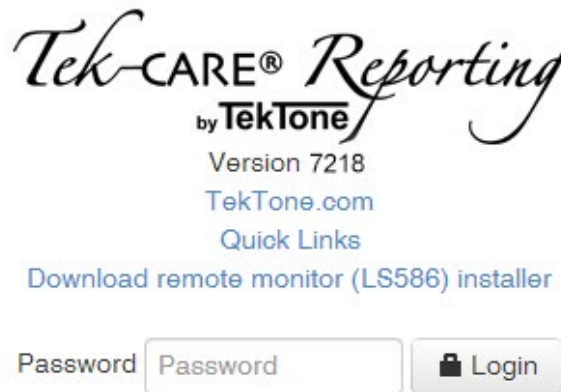 Tek-CARE® Reporting
by TekTone
Version 7218
TekTone.com
Quick Links
Download remote monitor (LS586) installer
Password Password Login